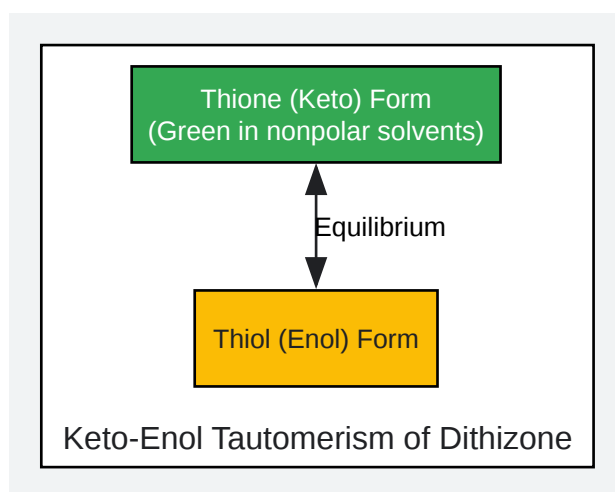 Thione (Keto) Form
(Green in nonpolar solvents)
Equilibrium
Thiol (Enol) Form
Keto-Enol Tautomerism of Dithizone